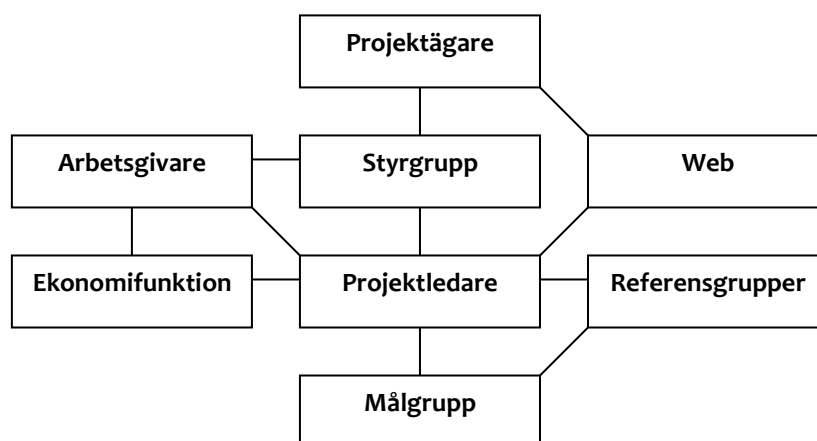 Projektägare
Arbetsgivare
Styrgrupp
Web
Ekonomifunktion
Projektledare
Referensgrupper
Målgrupp